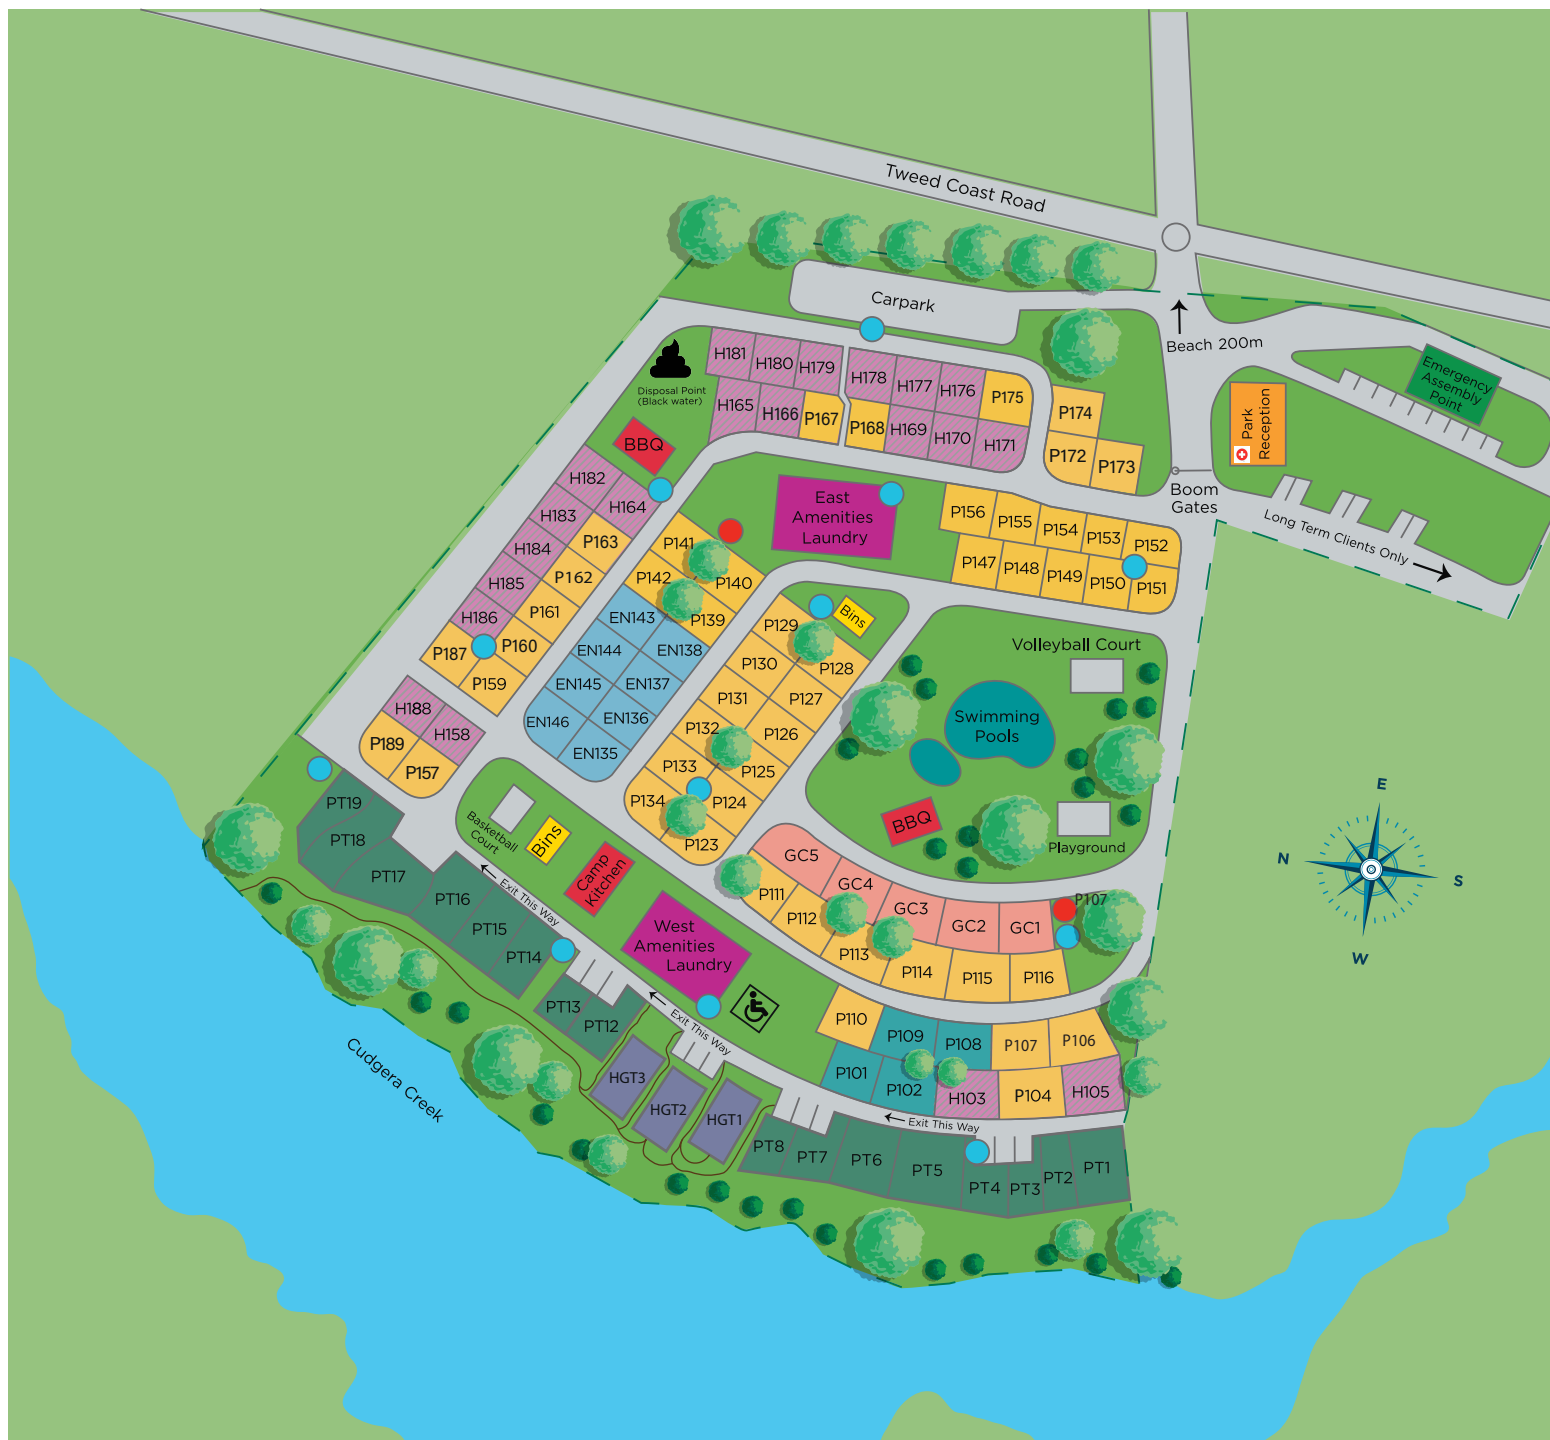 Tweed Coast Road
Carpark
Beach 200m
Emergency
Assembly
Point
Park
Reception
Boom
Gates
Long Term Clients Only
Disposal Point
(Black water)
H181
H180
H179
H178
H177
H176
P175
P174
H165
H166
P167
P168
H169
H170
H171
P172
P173
BBQ
H182
H183
H164
H184
P163
H185
P162
H186
P161
P187
P160
P159
H188
H158
P189
P157
East
Amenities
Laundry
P156
P155
P154
P153
P152
P147
P148
P149
P150
P151
P141
P142
P140
P139
EN143
EN144
EN138
EN145
EN137
EN146
EN136
EN135
Bins
P129
P128
P130
P127
P131
P126
P132
P125
P133
P124
P134
P123
Volleyball Court
Swimming
Pools
BBQ
Playground
GC5
GC4
GC3
GC2
GC1
P107
P111
P112
P113
P114
P115
P116
Basketball
Court
Bins
Camp
Kitchen
West
Amenities
Laundry
Exit This Way
Exit This Way
Exit This Way
P110
P109
P108
P107
P106
P101
P102
H103
P104
H105
PT19
PT18
PT17
PT16
PT15
PT14
PT13
PT12
HGT3
HGT2
HGT1
PT8
PT7
PT6
PT5
PT4
PT3
PT2
PT1
Cudgera Creek
E
N
S
W